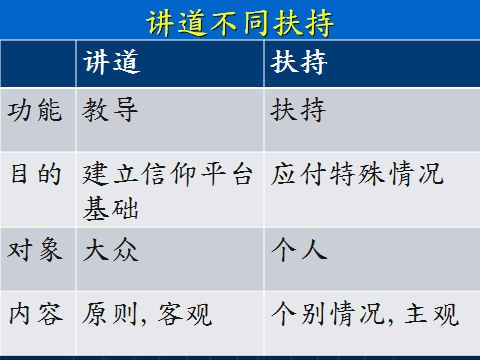 讲道不同扶持
讲道 扶持
功能 教导 扶持
目的 建立信仰平台 应付特殊情况
基础
对象 大众 个人
内容 原则, 客观 个别情况, 主观